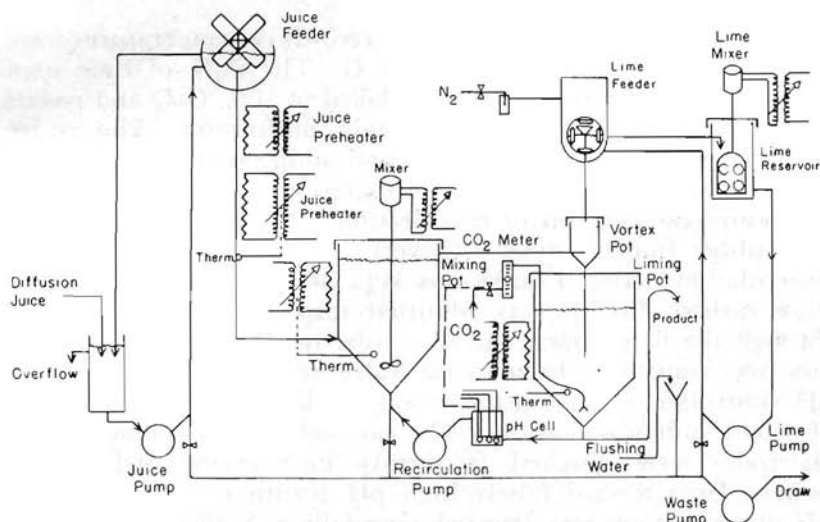 Juice
Feeder
Lime
Mixer
Lime
Feeder
N2
Juice
Preheater
Lime
Reservoir
Mixer
Juice
Preheater
CO2 Meter
Vortex
Pot
Therm
Mixing
Pot
Liming
Pot
Diffusion
Juice
Product
CO2
Overflow
Therm
Therm
pH Cell
Flushing
Water
Lime
Pump
Juice
Pump
Recirculation
Pump
Waste
Pump
Draw